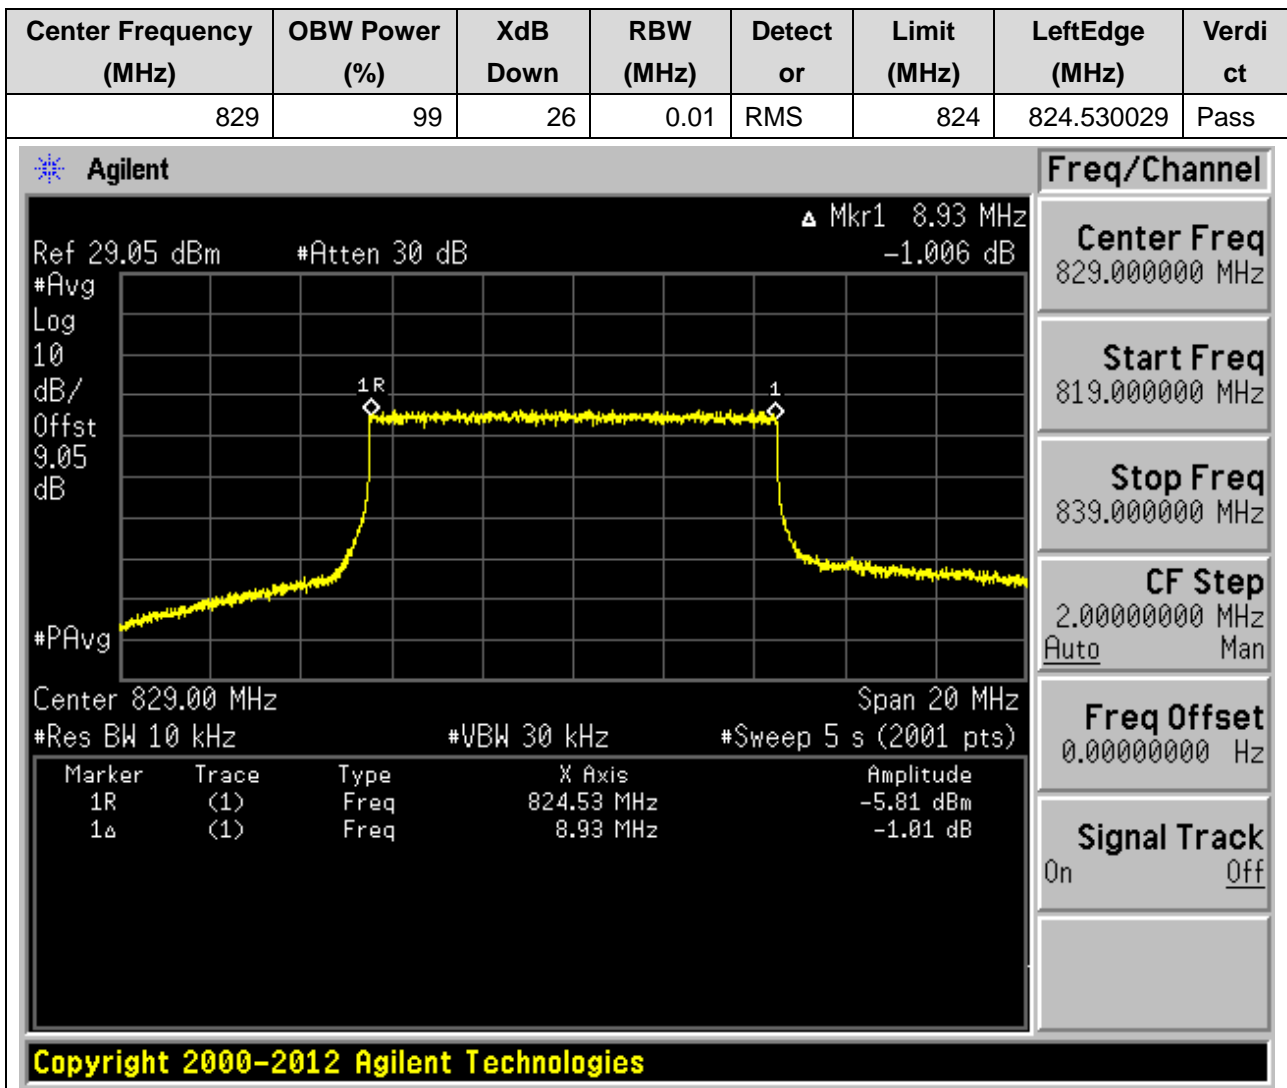 Center Frequency (MHz) OBW Power (%) XdB Down RBW (MHz) Detect or Limit (MHz) LeftEdge (MHz) Verdi ct
829 99 26 0.01 RMS 824 824.530029 Pass
Agilent
Freq/Channel
Δ Mkr1 8.93 MHz
Ref 29.05 dBm #Atten 30 dB -1.006 dB
#Avg
Log
10
dB/
Offst
9.05
dB
#PAvg
1R
1
Center 829.00 MHz Span 20 MHz
#Res BW 10 kHz #VBW 30 kHz #Sweep 5 s (2001 pts)
Marker Trace Type X Axis Amplitude
1R (1) Freq 824.53 MHz -5.81 dBm
1Δ (1) Freq 8.93 MHz -1.01 dB
Center Freq
829.000000 MHz
Start Freq
819.000000 MHz
Stop Freq
839.000000 MHz
CF Step
2.00000000 MHz
Auto Man
Freq Offset
0.00000000 Hz
Signal Track
On Off
Copyright 2000-2012 Agilent Technologies